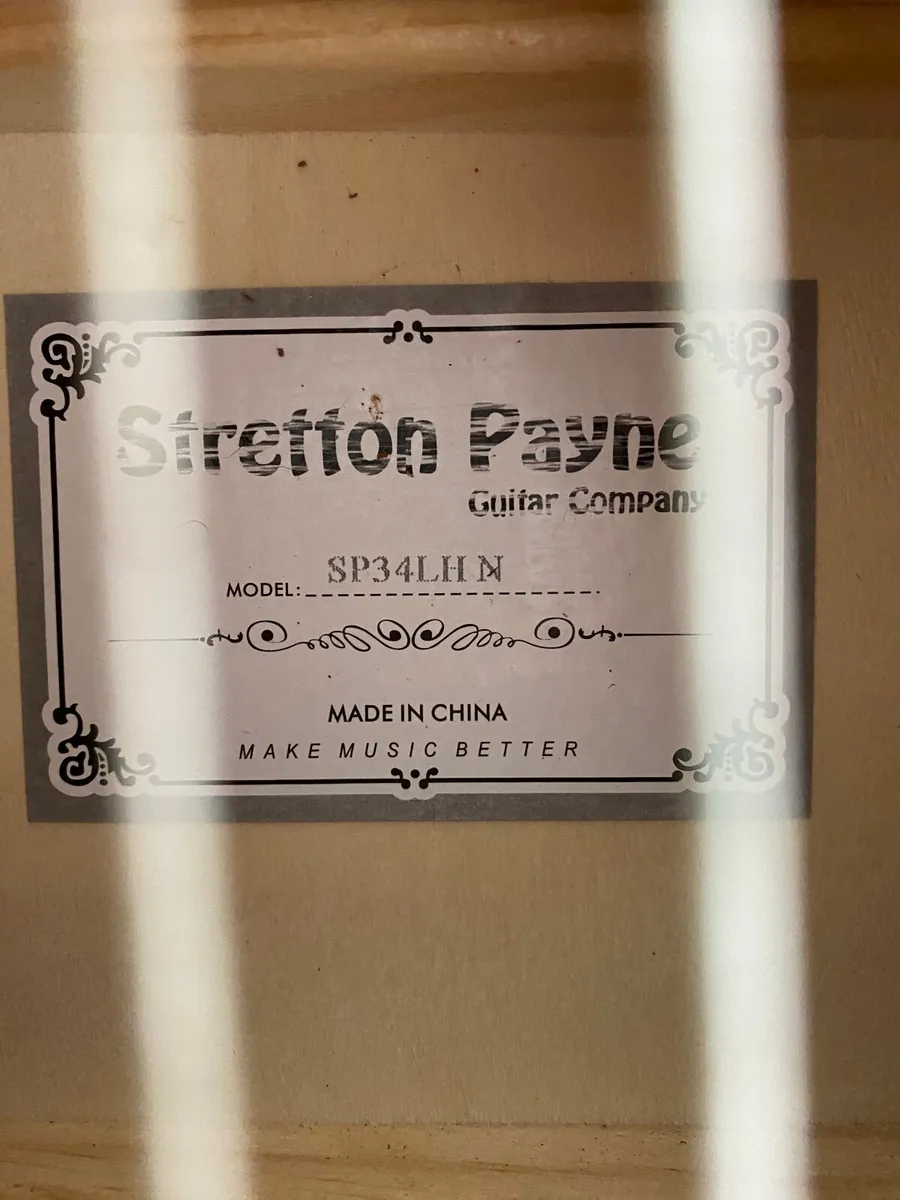 Stretton Payne
Guitar Company
MODEL: SP34LH N
MADE IN CHINA
MAKE MUSIC BETTER